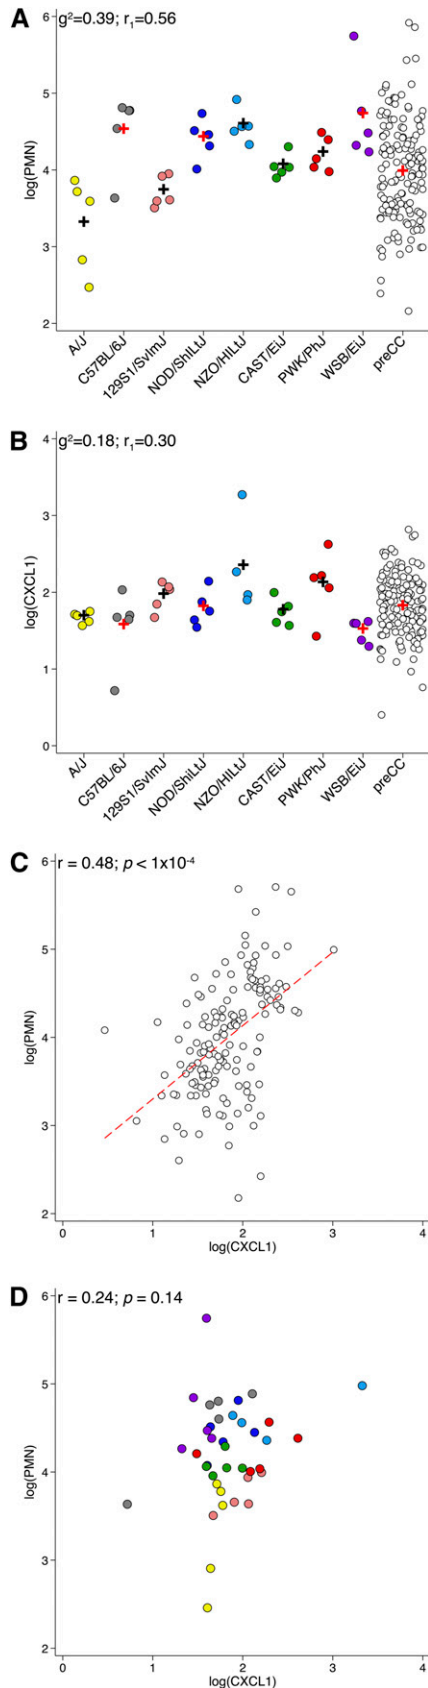 A
g²=0.39; r₁=0.56
6
5
4
3
2
log(PMN)
A/J
C57BL/6J
129S1/SvImJ
NOD/ShiLtJ
NZO/HILtJ
CAST/EiJ
PWK/PhJ
WSB/EiJ
preCC
B
g²=0.18; r₁=0.30
4
3
2
1
0
log(CXCL1)
A/J
C57BL/6J
129S1/SvImJ
NOD/ShiLtJ
NZO/HILtJ
CAST/EiJ
PWK/PhJ
WSB/EiJ
preCC
C
r = 0.48; p < 1x10⁻⁴
6
5
4
3
2
log(PMN)
0 1 2 3 4
log(CXCL1)
D
r = 0.24; p = 0.14
6
5
4
3
2
log(PMN)
0 1 2 3 4
log(CXCL1)